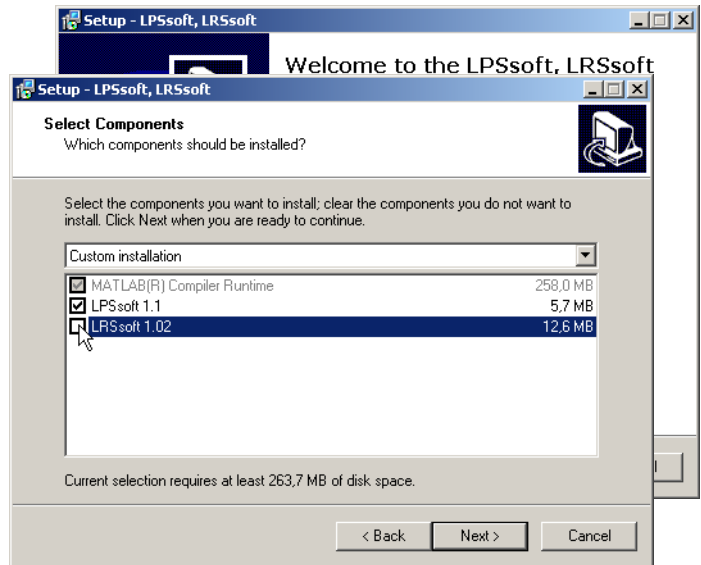 Setup - LPSsoft, LRSsoft
Welcome to the LPSsoft, LRSsoft
Setup - LPSsoft, LRSsoft
Select Components
Which components should be installed?
Select the components you want to install; clear the components you do not want to
install. Click Next when you are ready to continue.
Custom installation
MATLAB(R) Compiler Runtime 258,0 MB
LPSsoft 1.1 5,7 MB
LRSsoft 1.02 12,6 MB
Current selection requires at least 263,7 MB of disk space.
< Back Next > Cancel